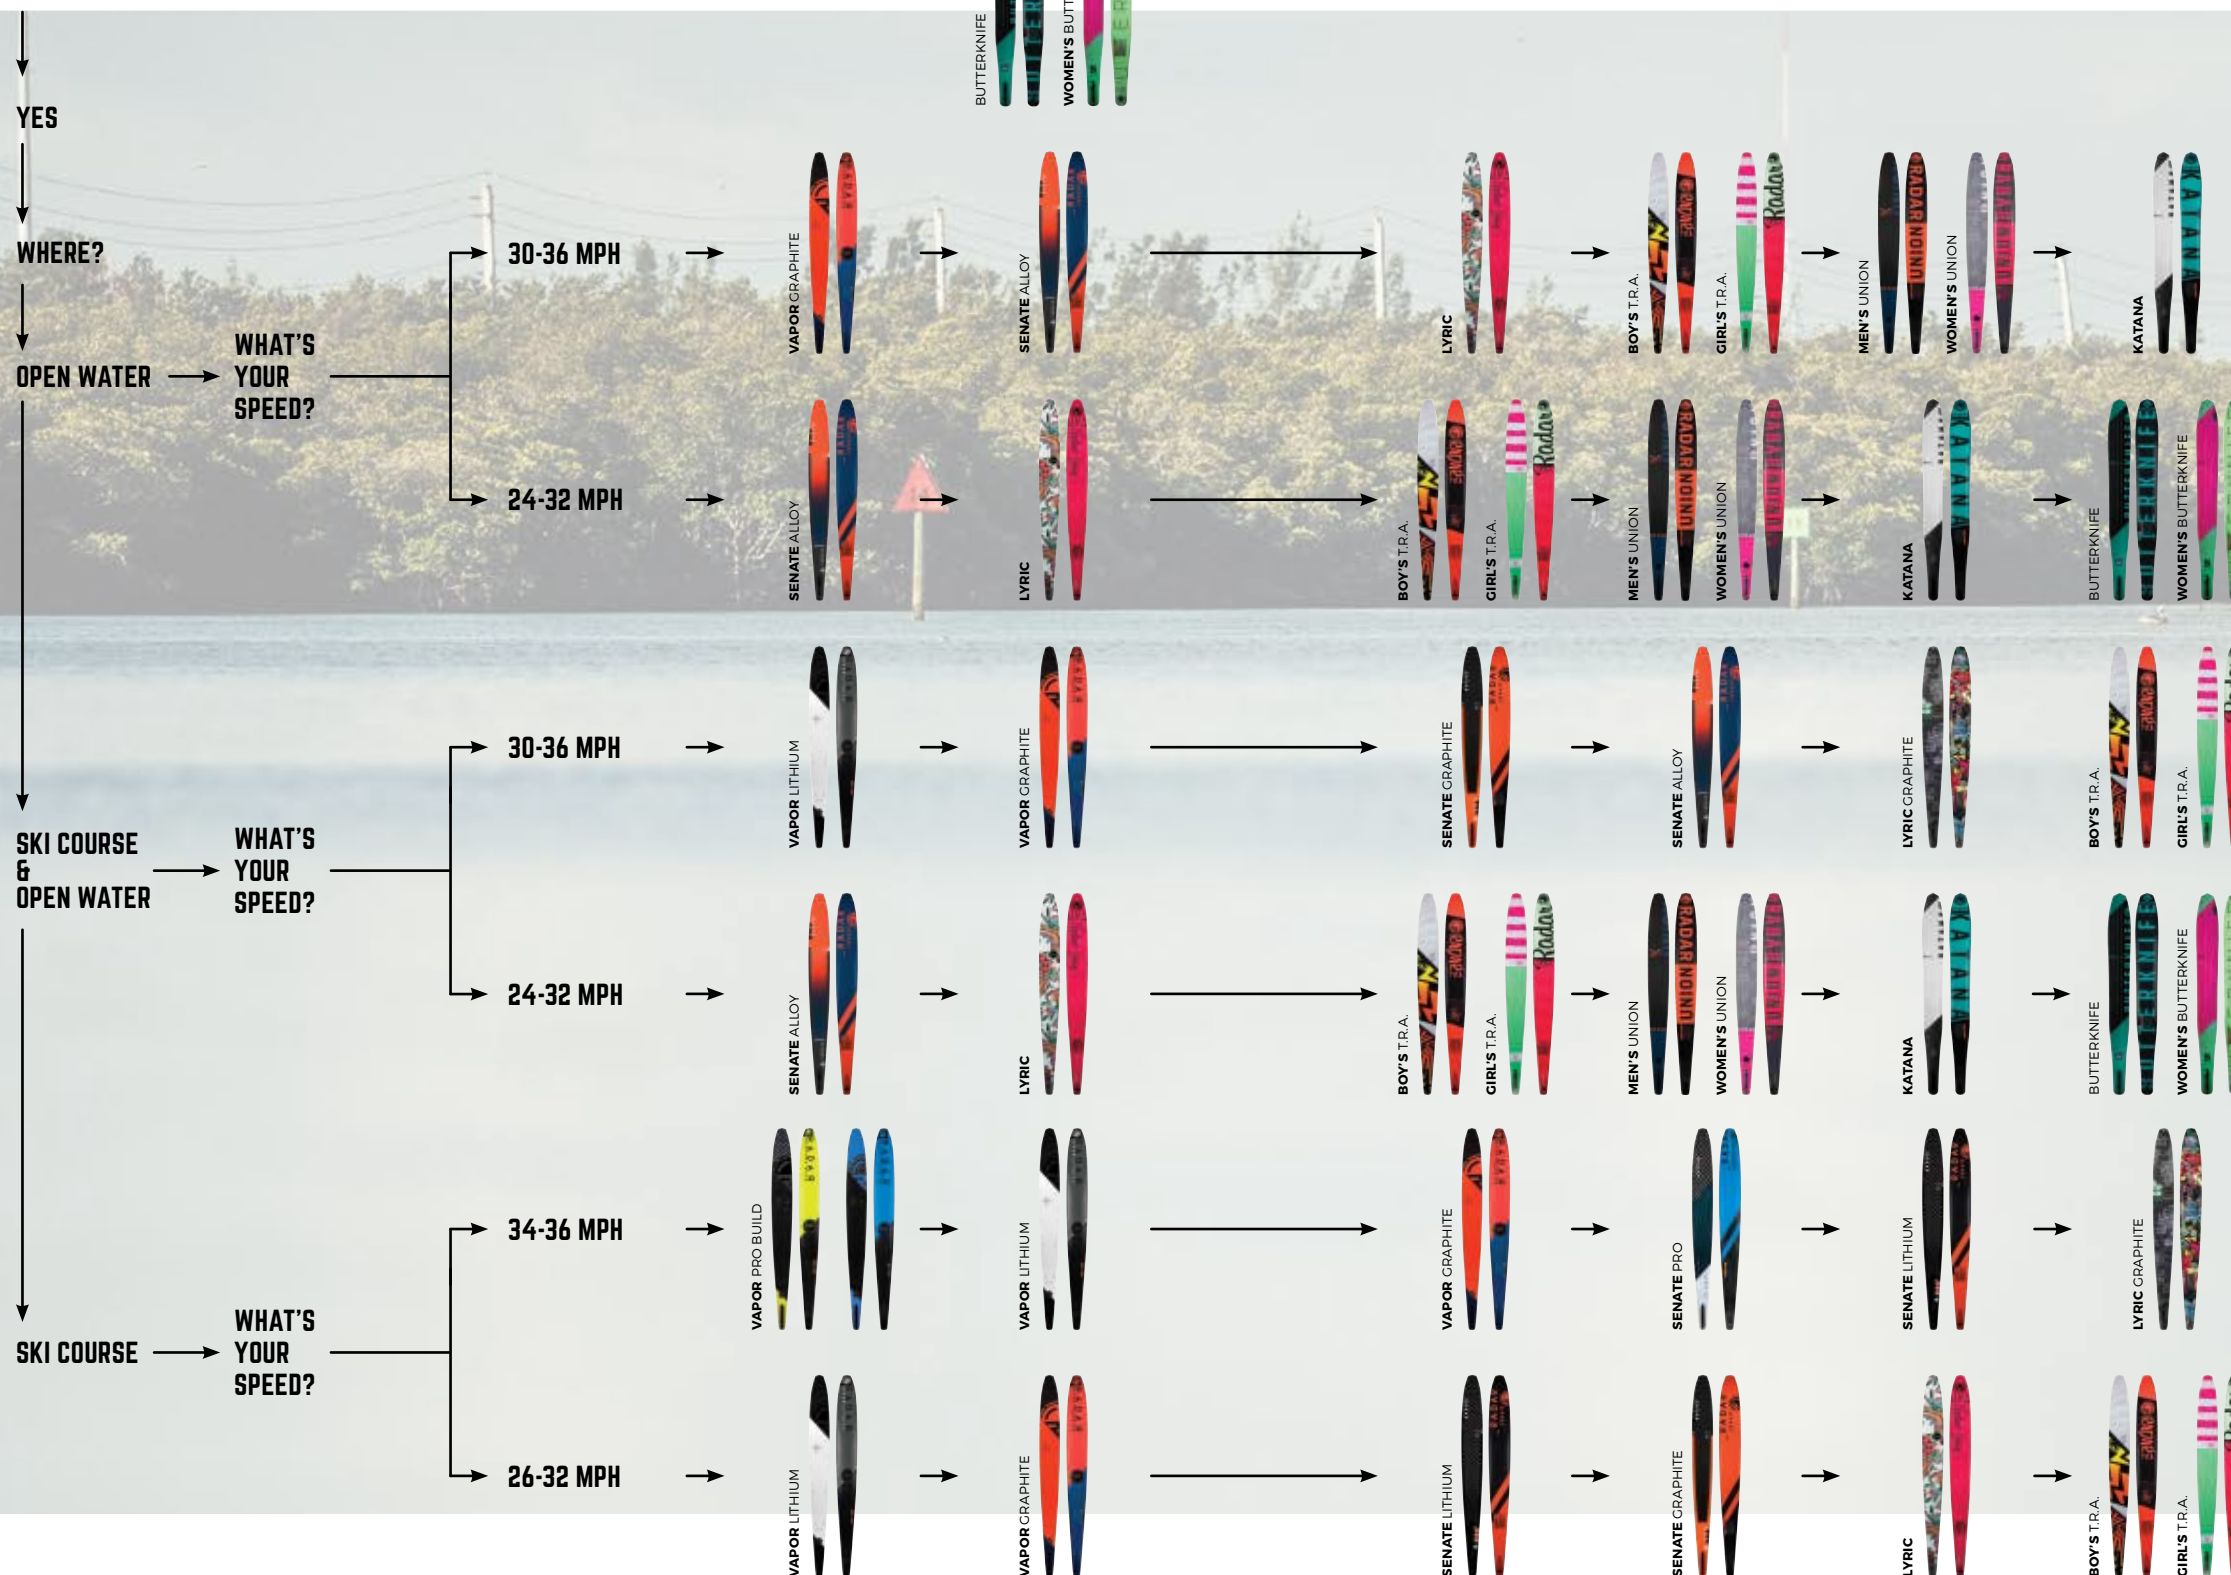 BUTTERKNIFE
WOMEN'S BUTT
YES
WHERE?
OPEN WATER
WHAT'S
YOUR
SPEED?
30-36 MPH
VAPOR GRAPHITE
SENATE ALLOY
LYRIC
BOY'S T.R.A.
GIRL'S T.R.A.
MEN'S UNION
WOMEN'S UNION
KATANA
24-32 MPH
SENATE ALLOY
LYRIC
BOY'S T.R.A.
GIRL'S T.R.A.
MEN'S UNION
WOMEN'S UNION
KATANA
BUTTERKNIFE
WOMEN'S BUTTERKNIFE
SKI COURSE
&
OPEN WATER
WHAT'S
YOUR
SPEED?
30-36 MPH
VAPOR LITHIUM
VAPOR GRAPHITE
SENATE GRAPHITE
SENATE ALLOY
LYRIC GRAPHITE
BOY'S T.R.A.
GIRL'S T.R.A.
24-32 MPH
SENATE ALLOY
LYRIC
BOY'S T.R.A.
GIRL'S T.R.A.
MEN'S UNION
WOMEN'S UNION
KATANA
BUTTERKNIFE
WOMEN'S BUTTERKNIFE
SKI COURSE
WHAT'S
YOUR
SPEED?
34-36 MPH
VAPOR PRO BUILD
VAPOR LITHIUM
VAPOR GRAPHITE
SENATE PRO
SENATE LITHIUM
LYRIC GRAPHITE
26-32 MPH
VAPOR LITHIUM
VAPOR GRAPHITE
SENATE LITHIUM
SENATE GRAPHITE
LYRIC
BOY'S T.R.A.
GIRL'S T.R.A.